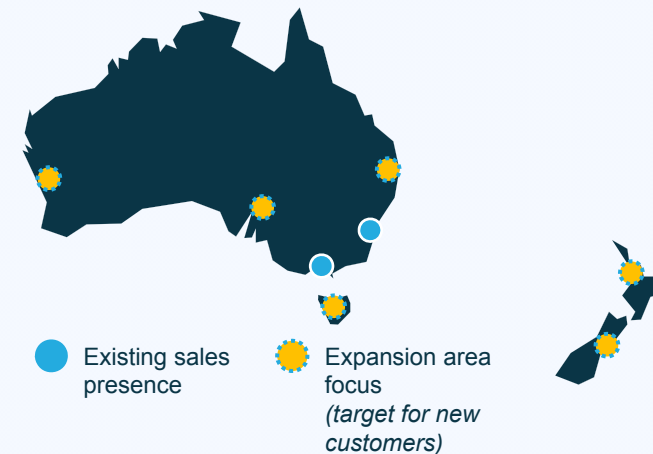 Existing sales
presence
Expansion area
focus
(target for new
customers)